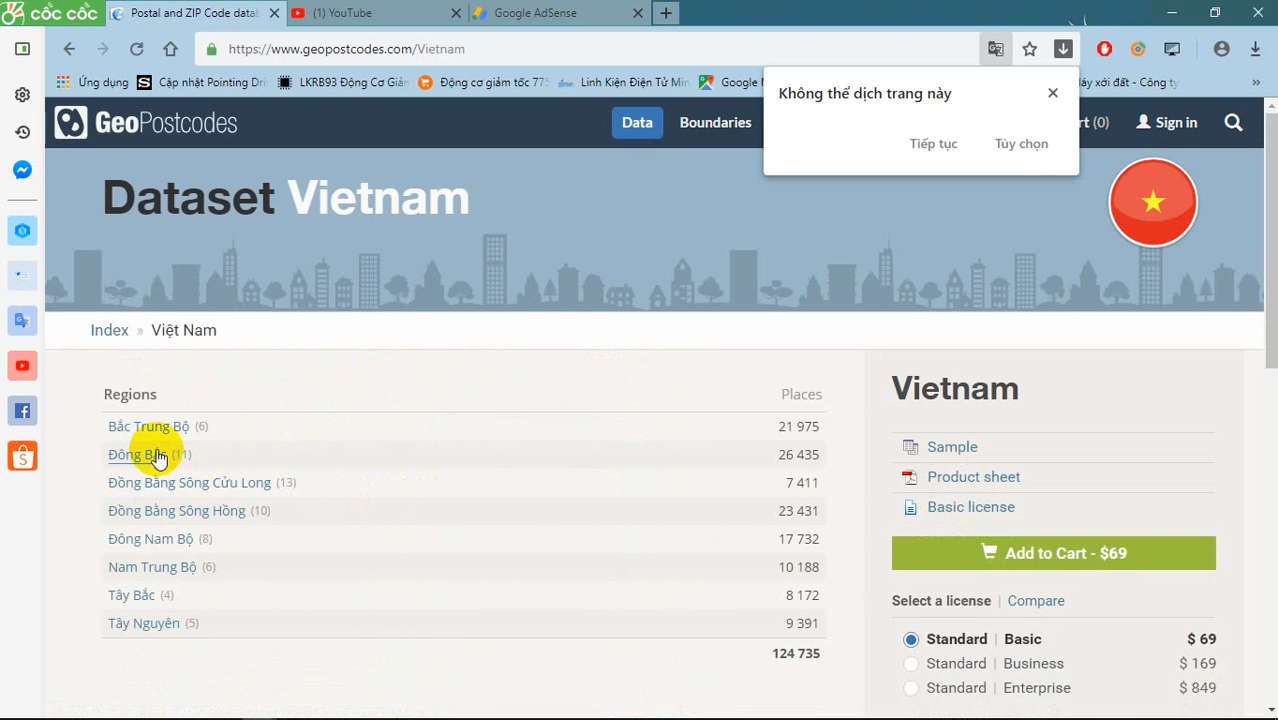 cốc cốc
Postal and ZIP Code datab
(1) YouTube
Google AdSense
https://www.geopostcodes.com/Vietnam
Ứng dụng
Cập nhật Pointing Dri
LKRB93 Động Cơ Giản
Động cơ giảm tốc 775
Linh Kiện Điện Tử Min
Google M
áy xới đất - Công ty
»
Không thể dịch trang này
Tiếp tục
Tùy chọn
GeoPostcodes
Data
Boundaries
rt (0)
Sign in
Dataset Vietnam
Index » Việt Nam
Regions
Places
Bắc Trung Bộ (6)
21 975
Đông Bắc (11)
26 435
Đồng Bằng Sông Cửu Long (13)
7 411
Đồng Bằng Sông Hồng (10)
23 431
Đông Nam Bộ (8)
17 732
Nam Trung Bộ (6)
10 188
Tây Bắc (4)
8 172
Tây Nguyên (5)
9 391
124 735
Vietnam
Sample
Product sheet
Basic license
Add to Cart - $69
Select a license | Compare
Standard | Basic
$ 69
Standard | Business
$ 169
Standard | Enterprise
$ 849